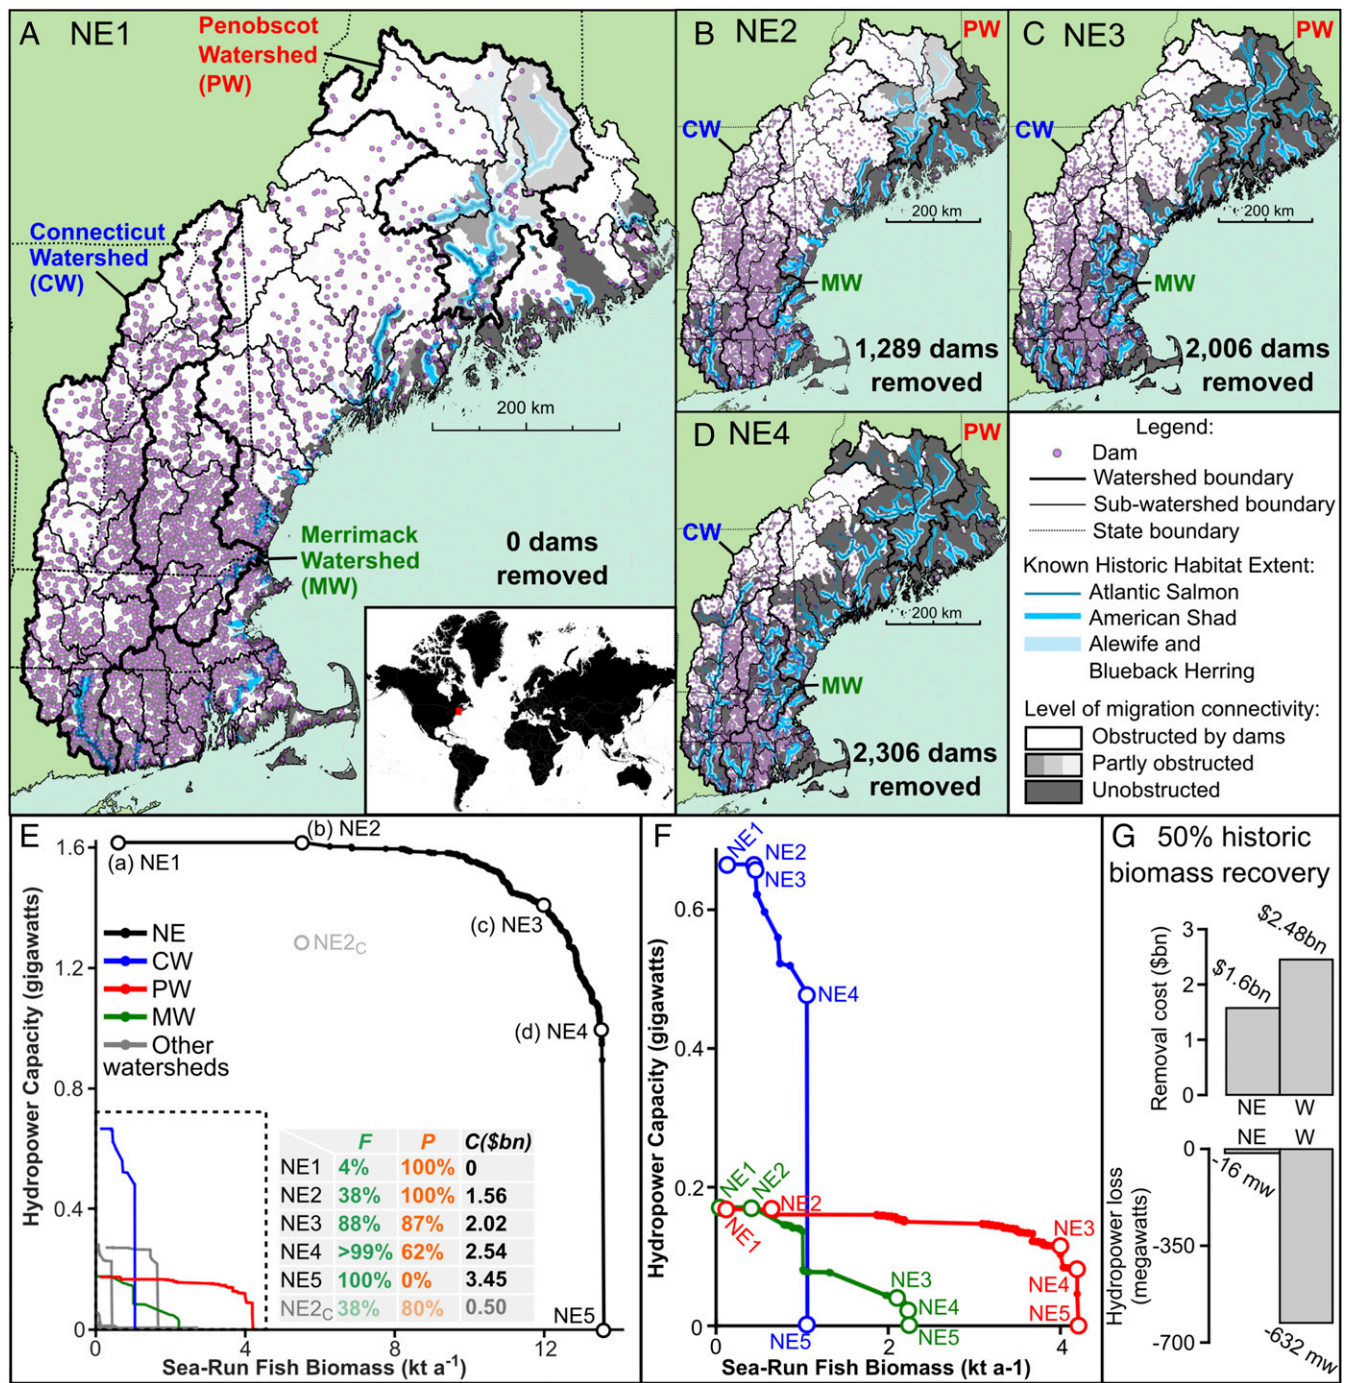 A NE1
Penobscot
Watershed
(PW)
Connecticut
Watershed
(CW)
200 km
Merrimack
Watershed
(MW)
0 dams
removed
B NE2
PW
CW
200 km
MW
1,289 dams
removed
C NE3
PW
CW
200 km
MW
2,006 dams
removed
D NE4
PW
CW
200 km
MW
2,306 dams
removed
Legend:
Dam
Watershed boundary
Sub-watershed boundary
State boundary
Known Historic Habitat Extent:
Atlantic Salmon
American Shad
Alewife and
Blueback Herring
Level of migration connectivity:
Obstructed by dams
Partly obstructed
Unobstructed
E
Hydropower Capacity (gigawatts)
1.6
1.2
0.8
0.4
0
0 4 8 12
Sea-Run Fish Biomass (kt a-¹)
(a) NE1
(b) NE2
(c) NE3
(d) NE4
NE5
NE2C
NE
CW
PW
MW
Other
watersheds
F P C($bn)
NE1 4% 100% 0
NE2 38% 100% 1.56
NE3 88% 87% 2.02
NE4 >99% 62% 2.54
NE5 100% 0% 3.45
NE2C 38% 80% 0.50
F
Hydropower Capacity (gigawatts)
0.6
0.4
0.2
0
0 2 4
Sea-Run Fish Biomass (kt a-1)
NE1
NE2
NE3
NE4
NE5
NE1
NE2
NE3
NE4
NE5
NE1
NE2
NE3
NE4
NE5
G 50% historic
biomass recovery
Removal cost ($bn)
3
2
1
0
$1.6bn
$2.48bn
NE W
NE W
Hydropower loss
(megawatts)
0
-350
-700
-16 mw
-632 mw